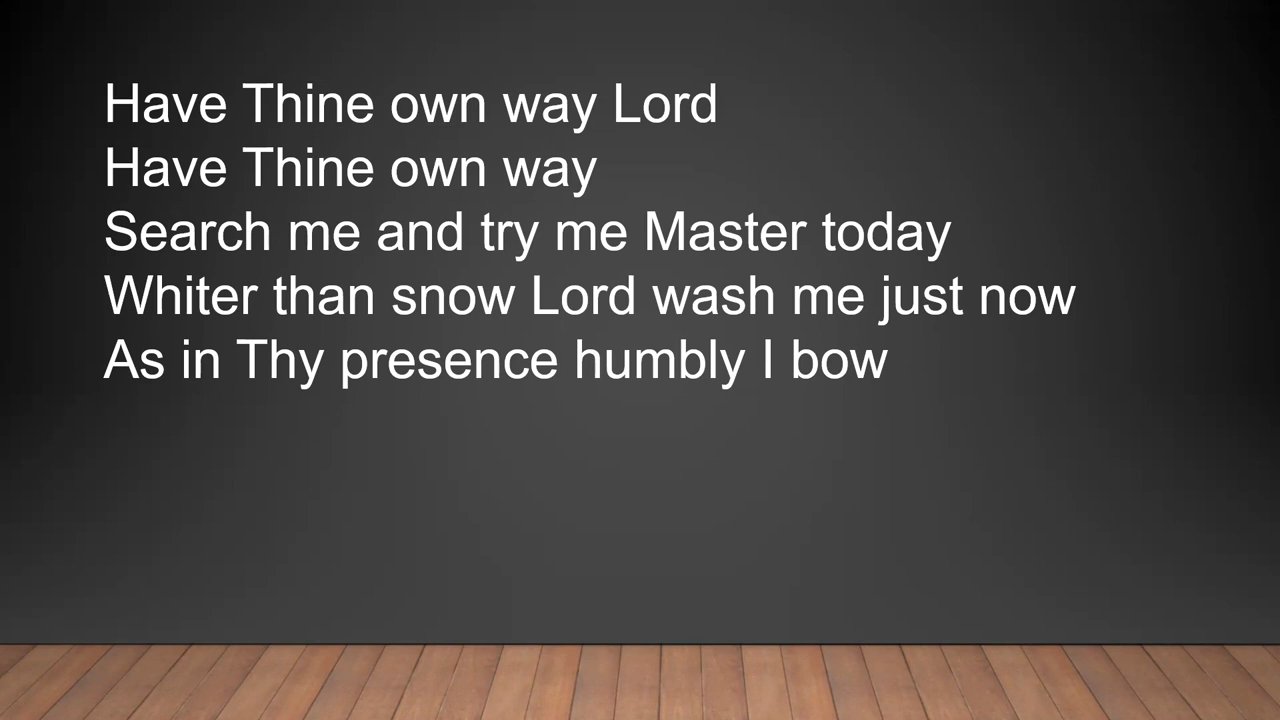 Have Thine own way Lord
Have Thine own way
Search me and try me Master today
Whiter than snow Lord wash me just now
As in Thy presence humbly I bow